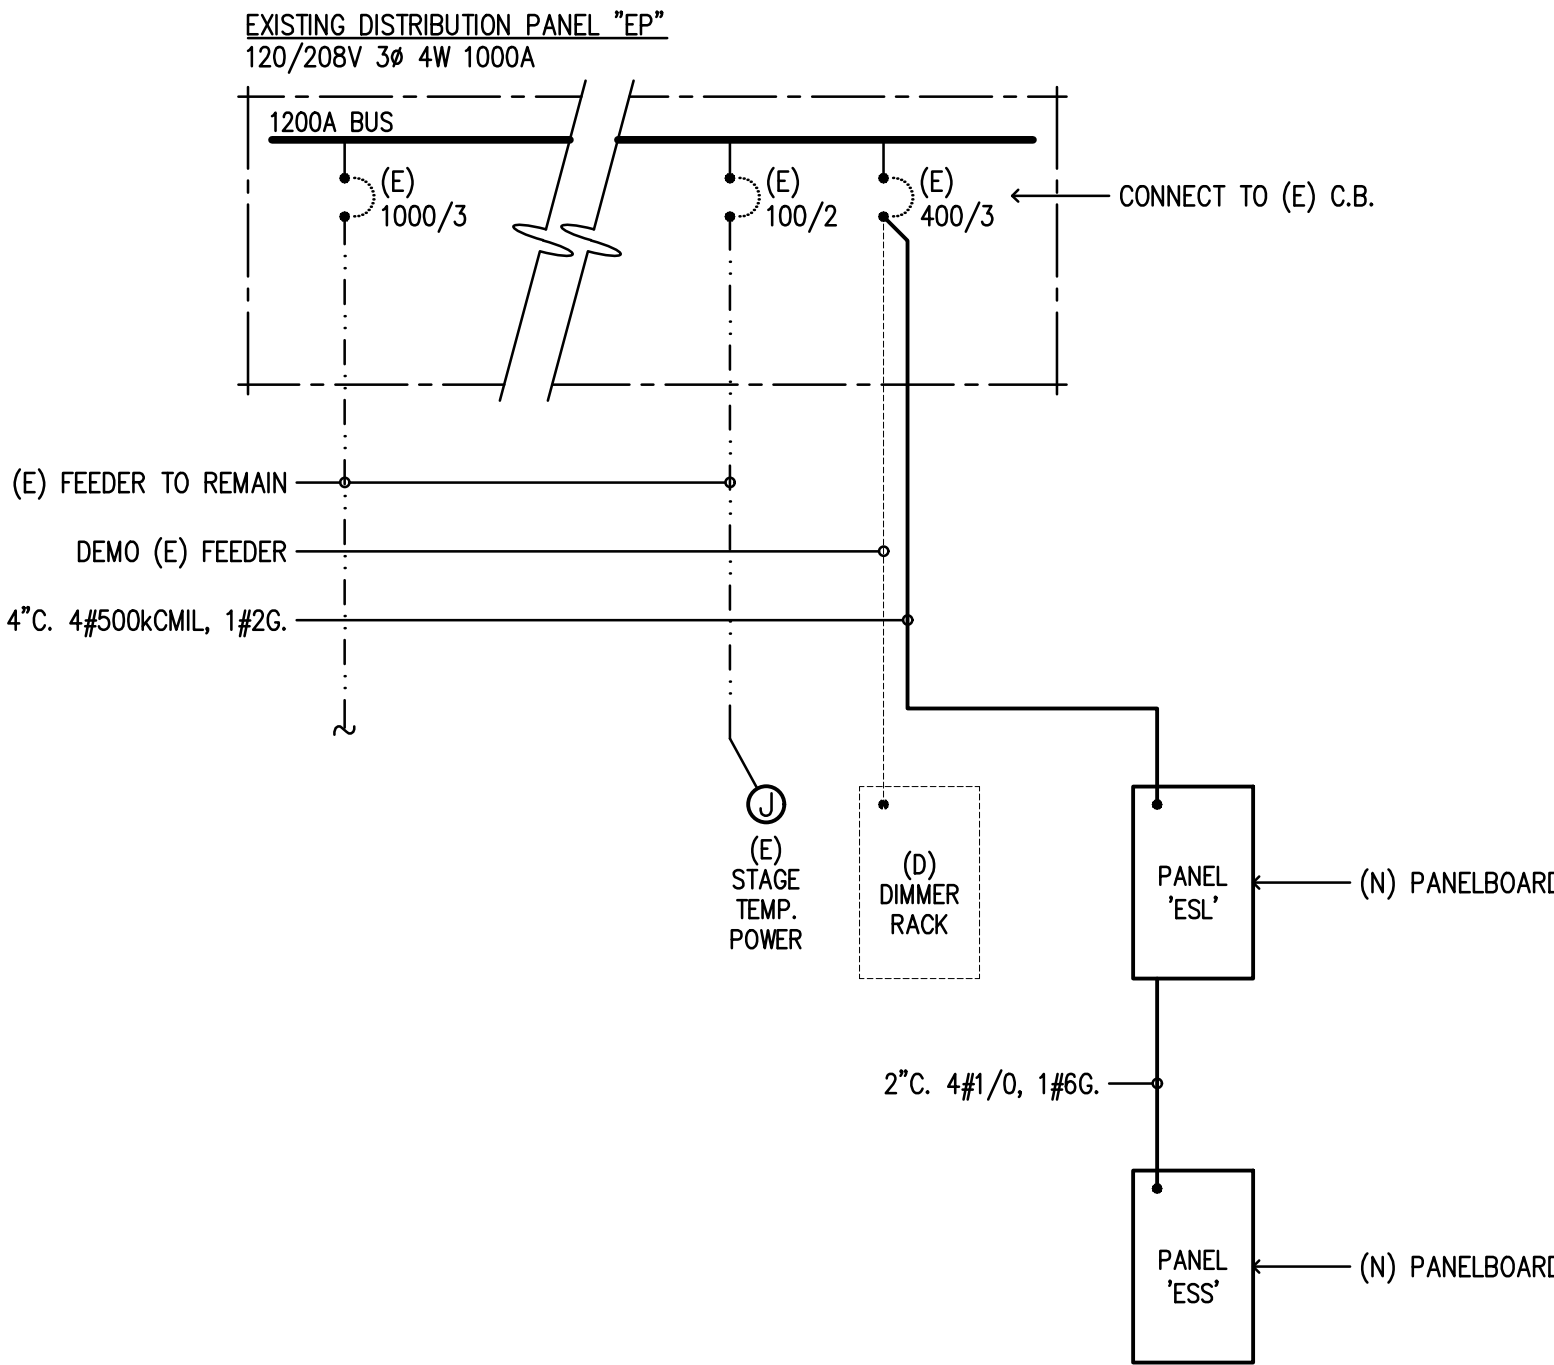 EXISTING DISTRIBUTION PANEL "EP"
120/208V 3ø 4W 1000A
1200A BUS
(E)
1000/3
(E)
100/2
(E)
400/3
CONNECT TO (E) C.B.
(E) FEEDER TO REMAIN
DEMO (E) FEEDER
4"C. 4#500kCMIL, 1#2G.
J
(E)
STAGE
TEMP.
POWER
(D)
DIMMER
RACK
PANEL
'ESL'
(N) PANELBOARD
2"C. 4#1/0, 1#6G.
PANEL
'ESS'
(N) PANELBOARD